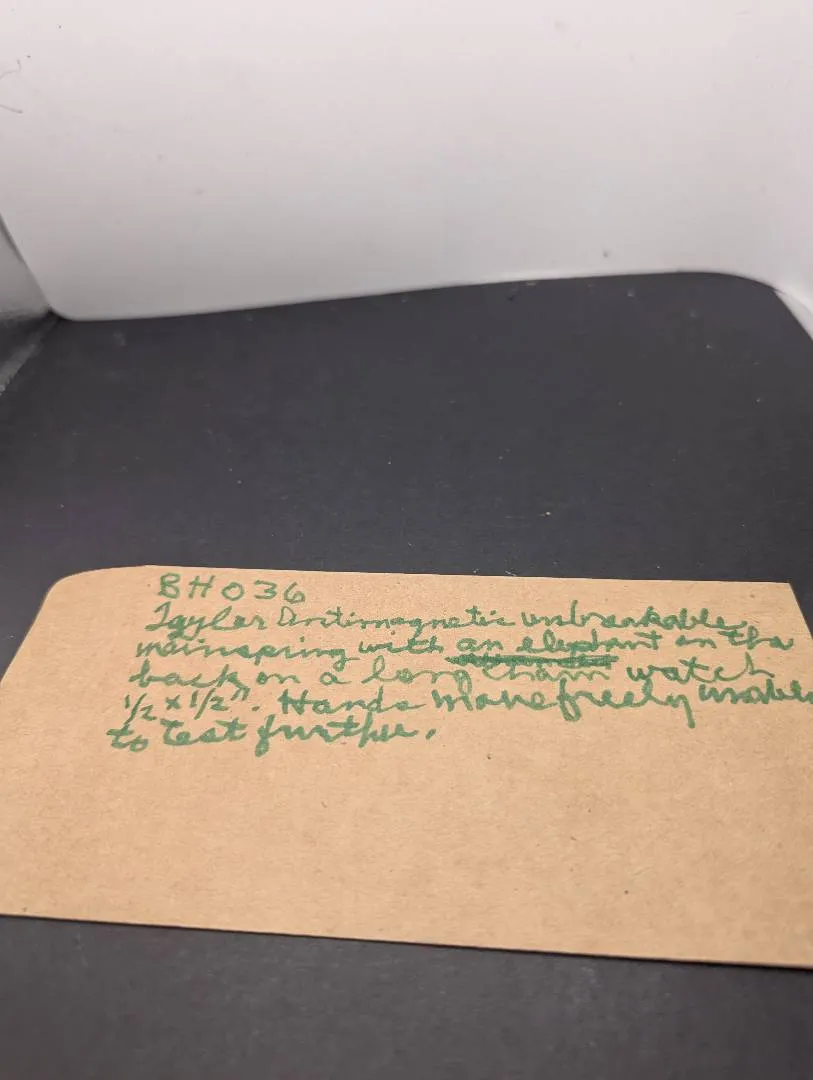 BH036
Tayler Antimagnetic unbreakable
mainspring with an elephant on the
back on a long chain watch
1/2 x 1/2". Hands move freely unable
to test further.